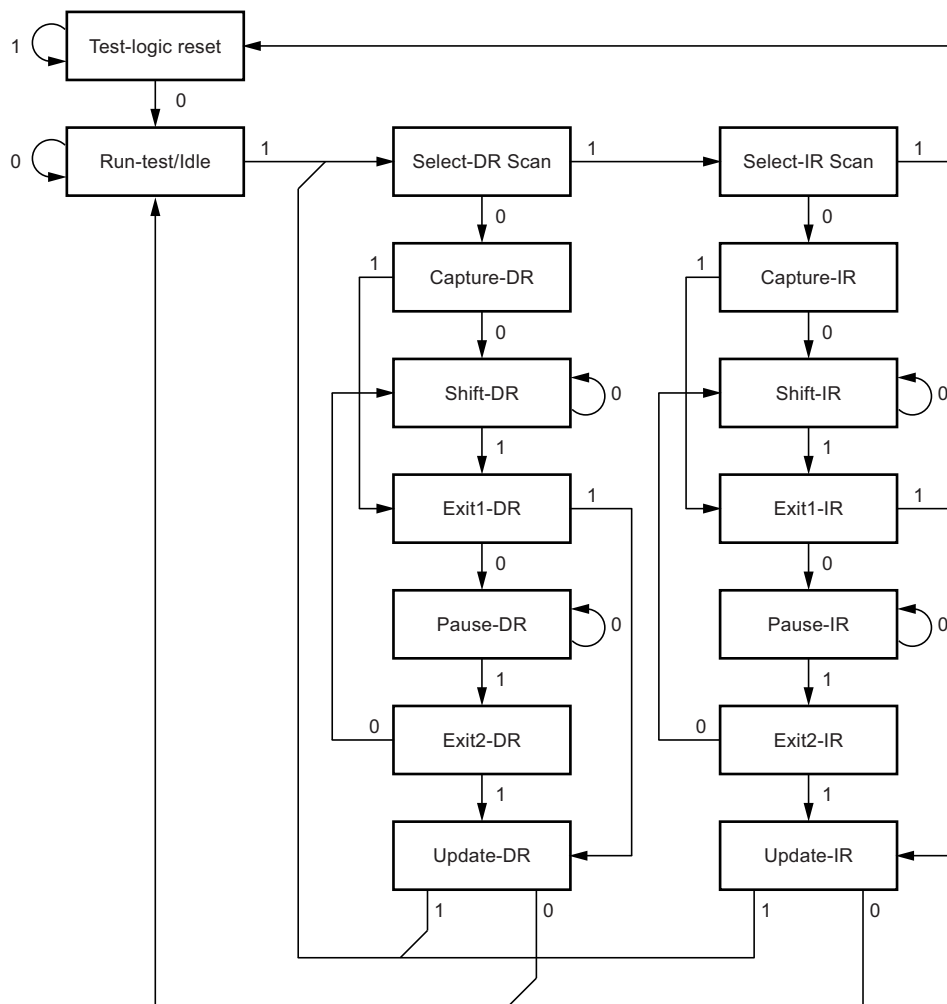 Test-logic reset
1
0
Run-test/Idle
0
1
Select-DR Scan
1
Select-IR Scan
1
0
0
Capture-DR
1
Capture-IR
1
0
0
Shift-DR
0
Shift-IR
0
1
1
Exit1-DR
1
Exit1-IR
1
0
0
Pause-DR
0
Pause-IR
0
1
1
Exit2-DR
0
Exit2-IR
0
1
1
Update-DR
Update-IR
1
0
1
0